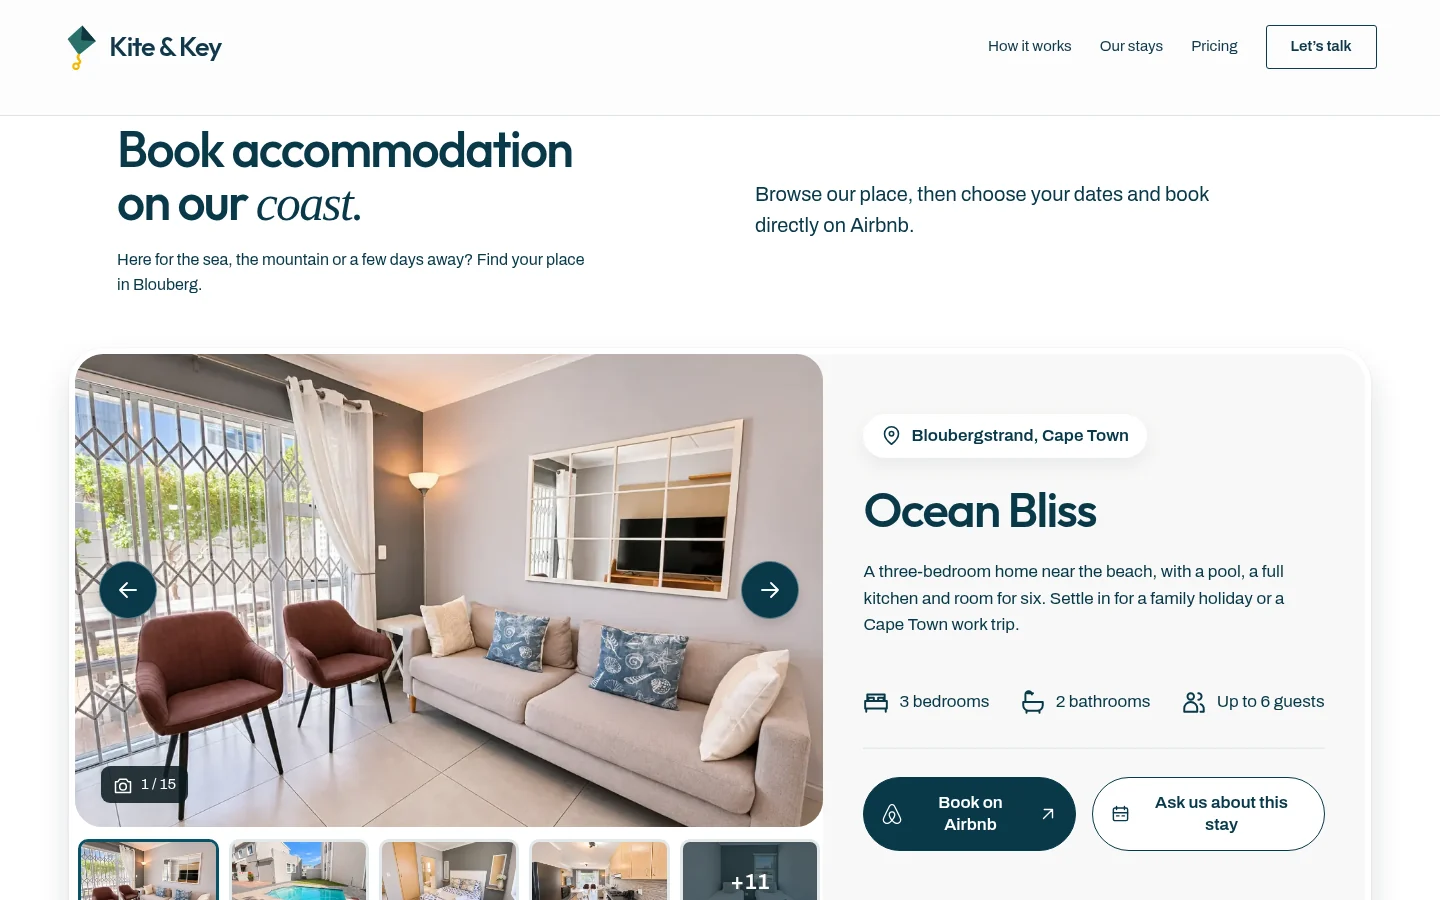 Kite & Key
How it works
Our stays
Pricing
Let's talk
Book accommodation
on our coast.
Here for the sea, the mountain or a few days away? Find your place
in Blouberg.
Browse our place, then choose your dates and book
directly on Airbnb.
1 / 15
+11
Bloubergstrand, Cape Town
Ocean Bliss
A three-bedroom home near the beach, with a pool, a full
kitchen and room for six. Settle in for a family holiday or a
Cape Town work trip.
3 bedrooms
2 bathrooms
Up to 6 guests
Book on
Airbnb
Ask us about this
stay